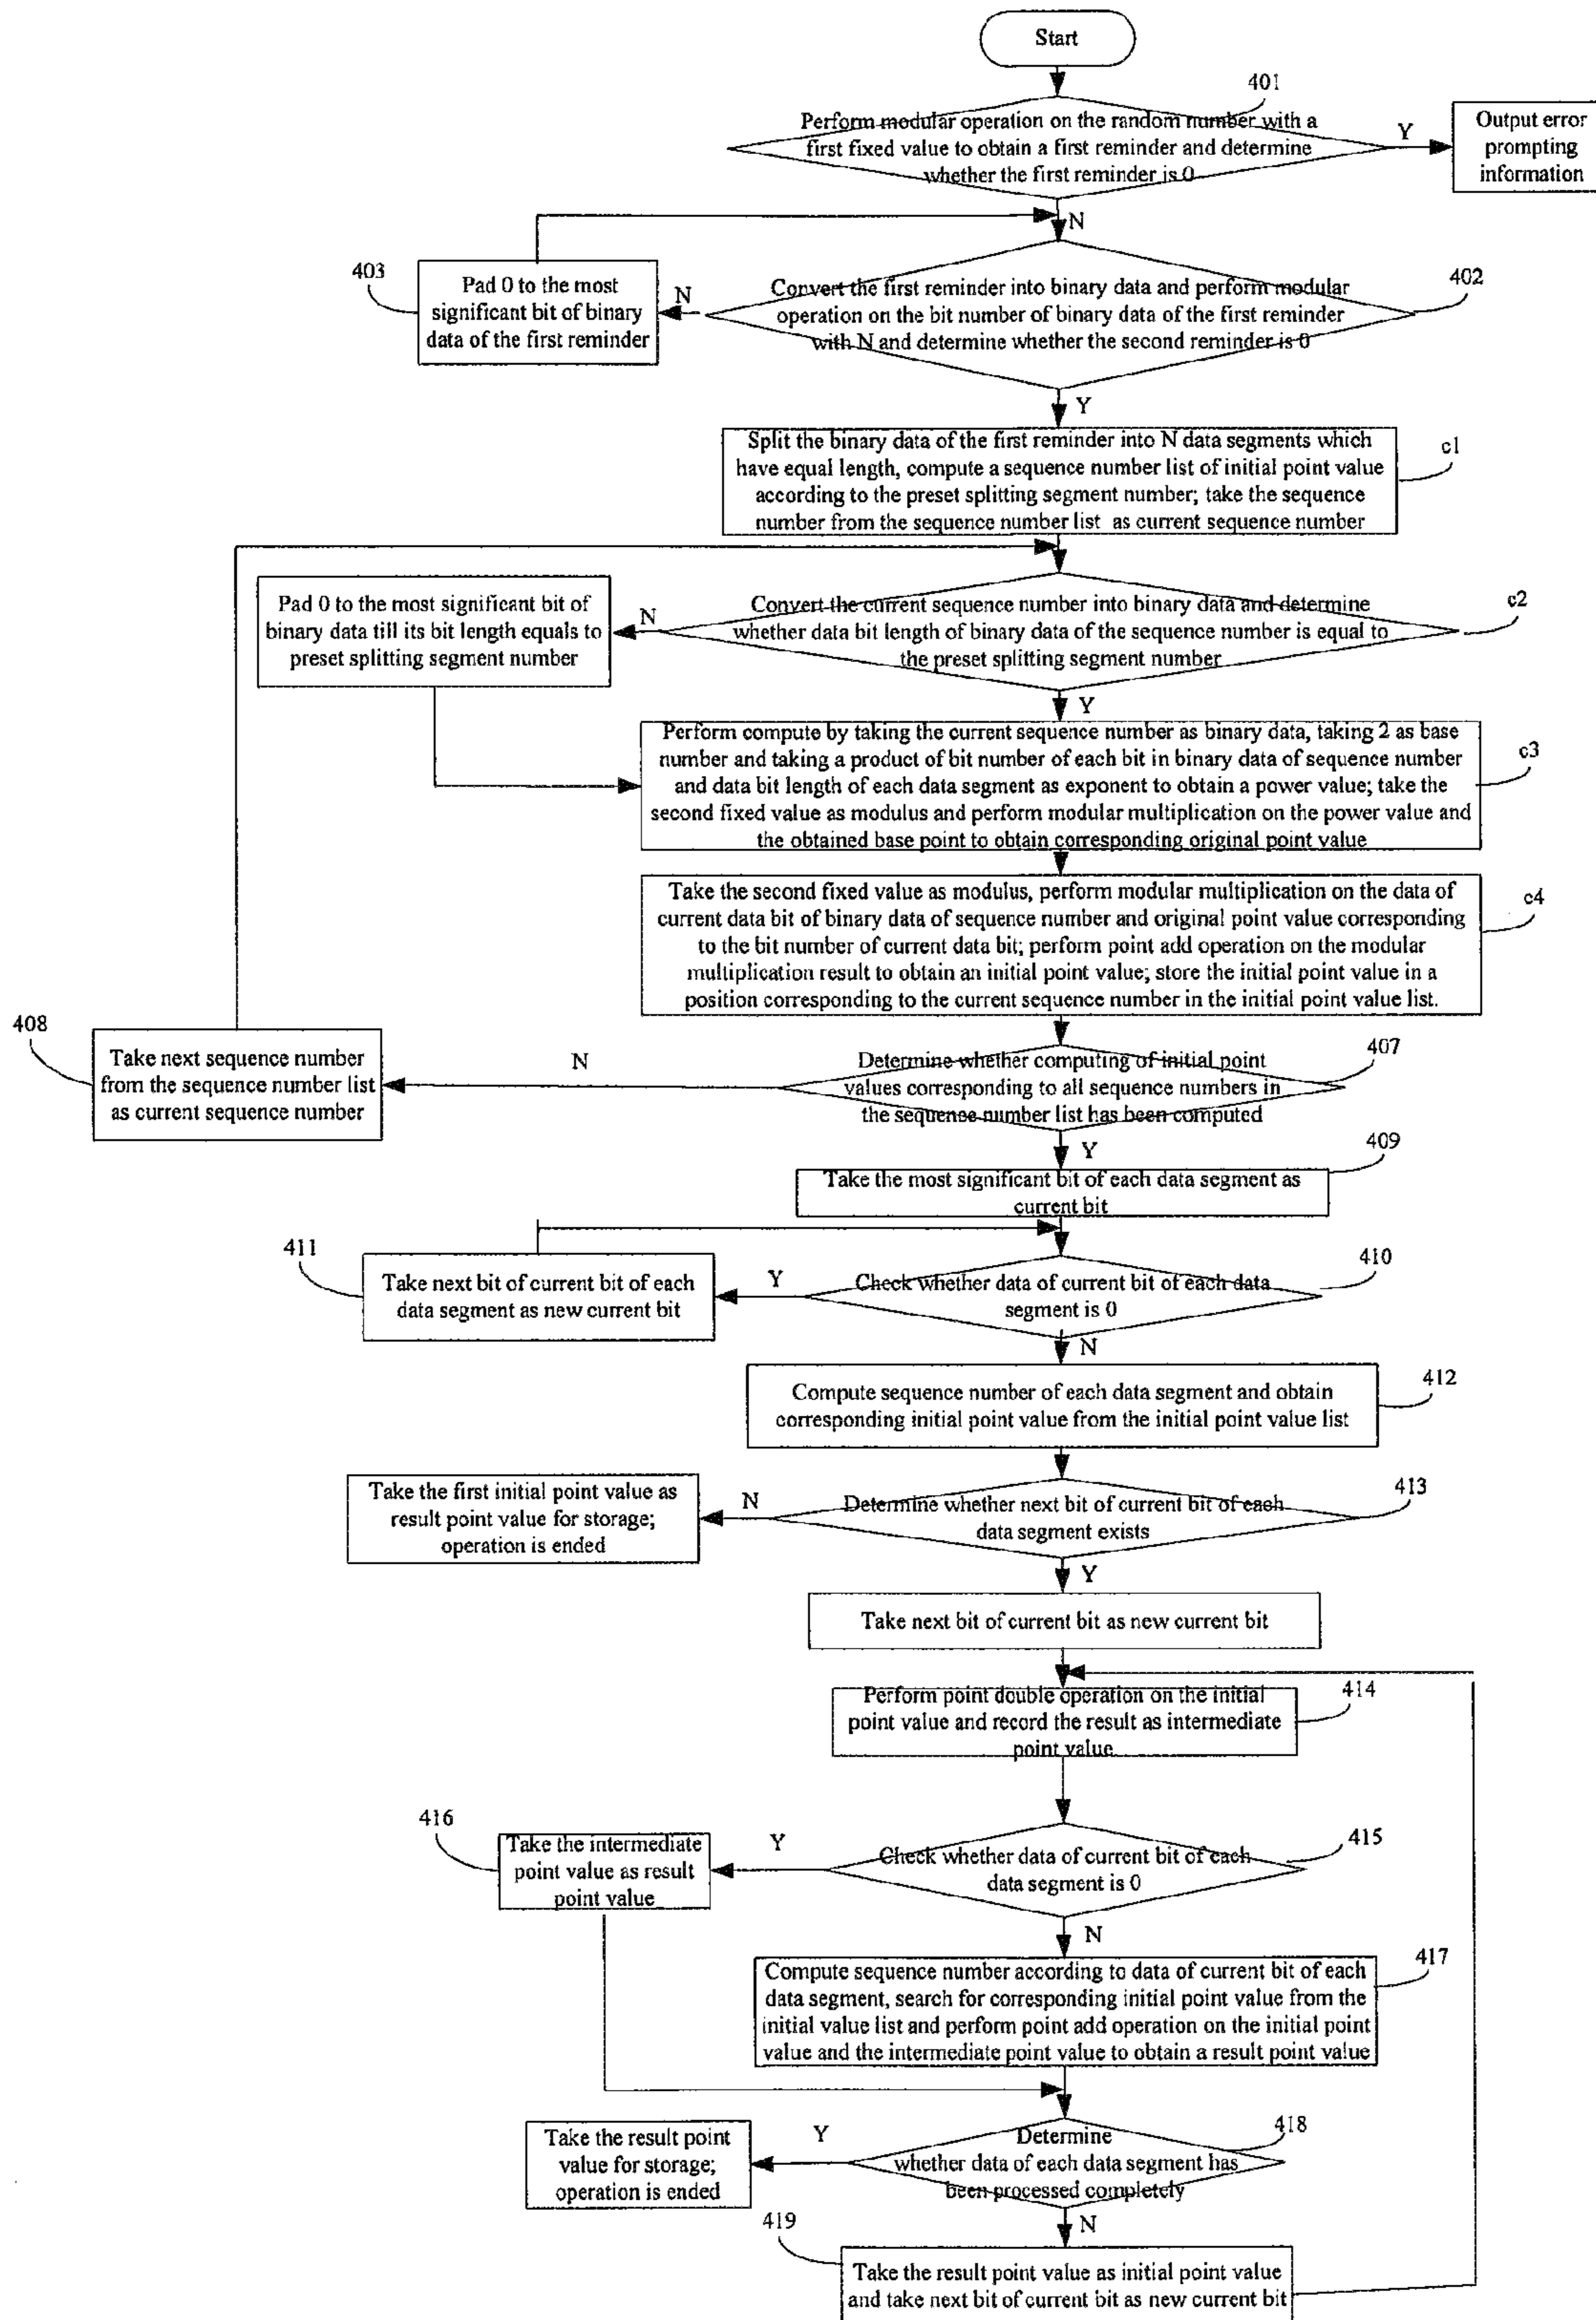 Start
401
Perform modular operation on the random number with a
first fixed value to obtain a first reminder and determine
whether the first reminder is 0
Y
Output error
prompting
information
N
403
Pad 0 to the most
significant bit of binary
data of the first reminder
N
Convert the first reminder into binary data and perform modular
operation on the bit number of binary data of the first reminder
with N and determine whether the second reminder is 0
402
Y
Split the binary data of the first reminder into N data segments which
have equal length, compute a sequence number list of initial point value
according to the preset splitting segment number; take the sequence
number from the sequence number list as current sequence number
c1
Pad 0 to the most significant bit of
binary data till its bit length equals to
preset splitting segment number
N
Convert the current sequence number into binary data and determine
whether data bit length of binary data of the sequence number is equal to
the preset splitting segment number
c2
Y
Perform compute by taking the current sequence number as binary data, taking 2 as base
number and taking a product of bit number of each bit in binary data of sequence number
and data bit length of each data segment as exponent to obtain a power value; take the
second fixed value as modulus and perform modular multiplication on the power value and
the obtained base point to obtain corresponding original point value
c3
Take the second fixed value as modulus, perform modular multiplication on the data of
current data bit of binary data of sequence number and original point value corresponding
to the bit number of current data bit; perform point add operation on the modular
multiplication result to obtain an initial point value; store the initial point value in a
position corresponding to the current sequence number in the initial point value list.
c4
408
Take next sequence number
from the sequence number list
as current sequence number
N
Determine whether computing of initial point
values corresponding to all sequence numbers in
the sequence number list has been computed
407
Y
409
Take the most significant bit of each data segment as
current bit
411
Take next bit of current bit of each
data segment as new current bit
Y
Check whether data of current bit of each data
segment is 0
410
N
Compute sequence number of each data segment and obtain
corresponding initial point value from the initial point value list
412
Take the first initial point value as
result point value for storage;
operation is ended
N
Determine whether next bit of current bit of each
data segment exists
413
Y
Take next bit of current bit as new current bit
Perform point double operation on the initial
point value and record the result as intermediate
point value
414
416
Take the intermediate
point value as result
point value
Y
Check whether data of current bit of each
data segment is 0
415
N
Compute sequence number according to data of current bit of each
data segment, search for corresponding initial point value from the
initial value list and perform point add operation on the initial point
value and the intermediate point value to obtain a result point value
417
Take the result point
value for storage;
operation is ended
Y
Determine
whether data of each data segment has
been processed completely
418
N
419
Take the result point value as initial point value
and take next bit of current bit as new current bit